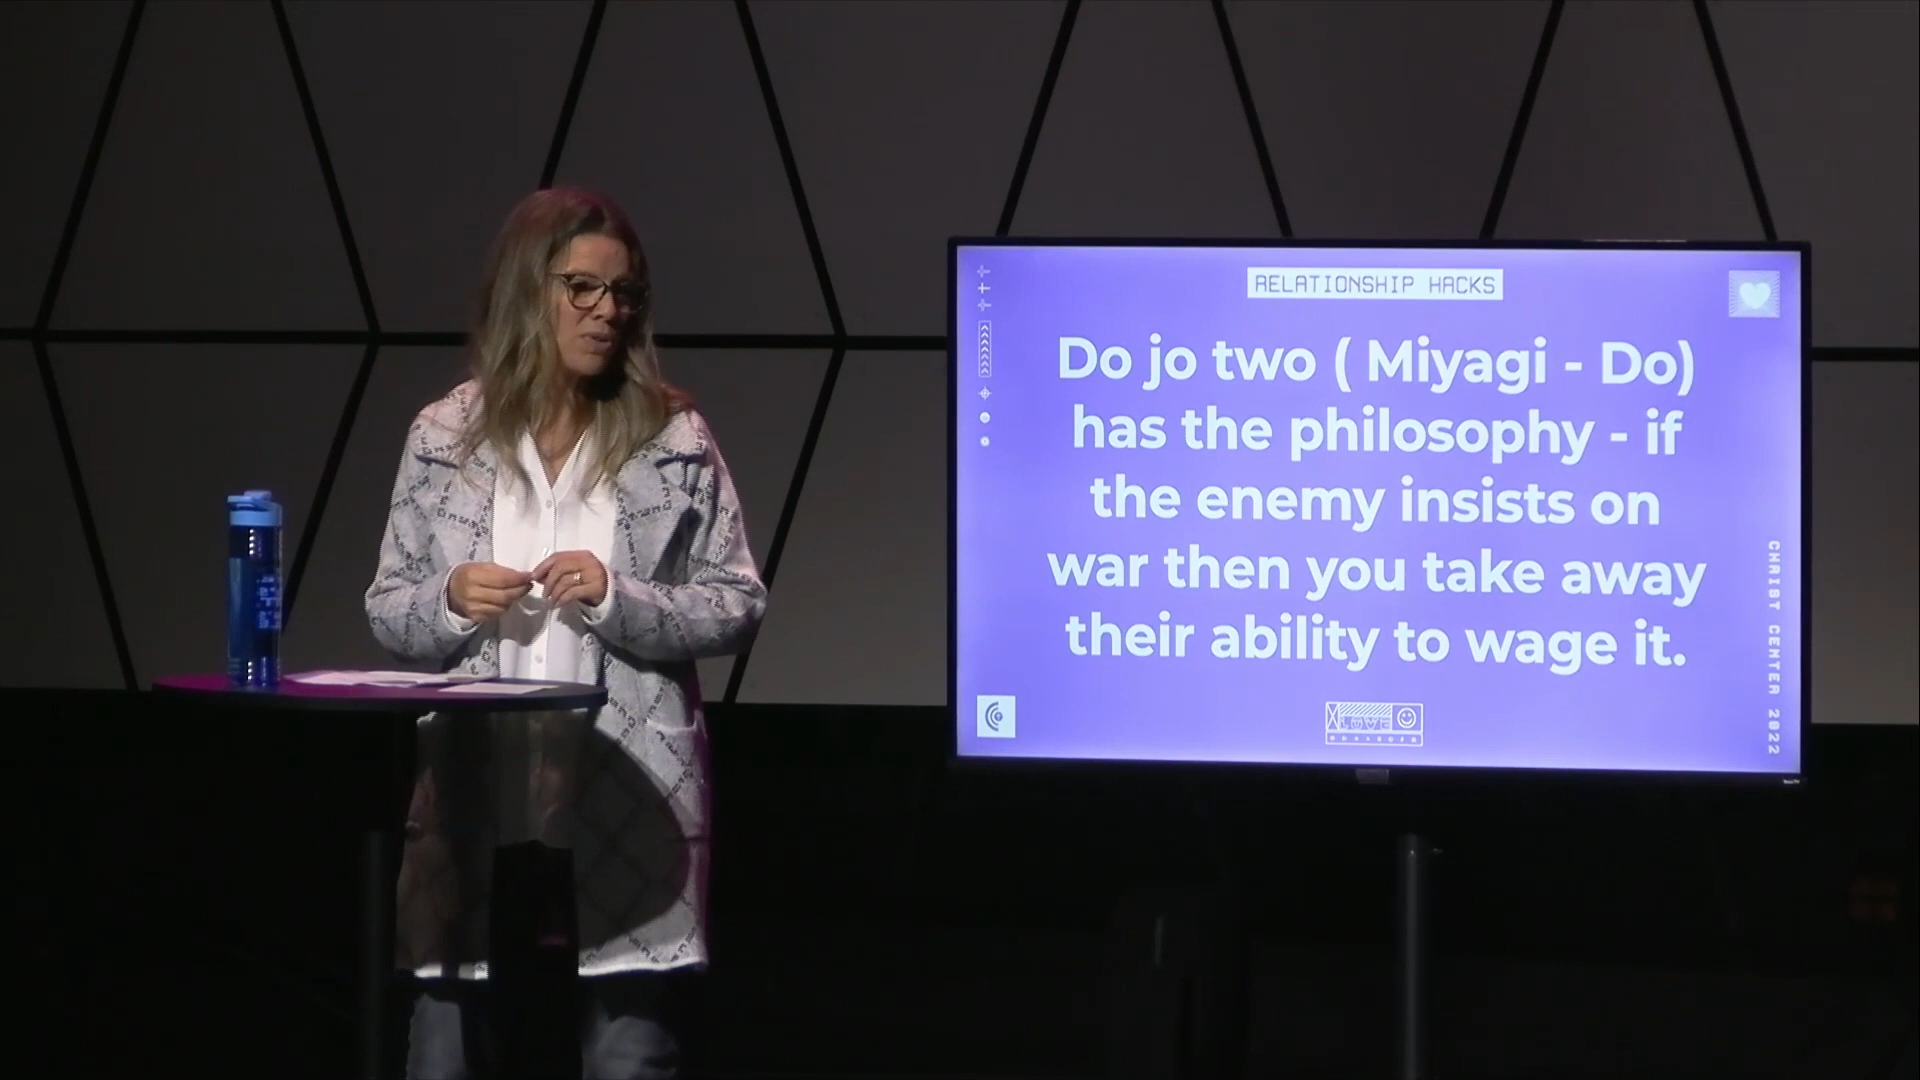 RELATIONSHIP HACKS
Do jo two ( Miyagi - Do)
has the philosophy - if
the enemy insists on
war then you take away
their ability to wage it.
LOVE
CHRIST CENTER 2022